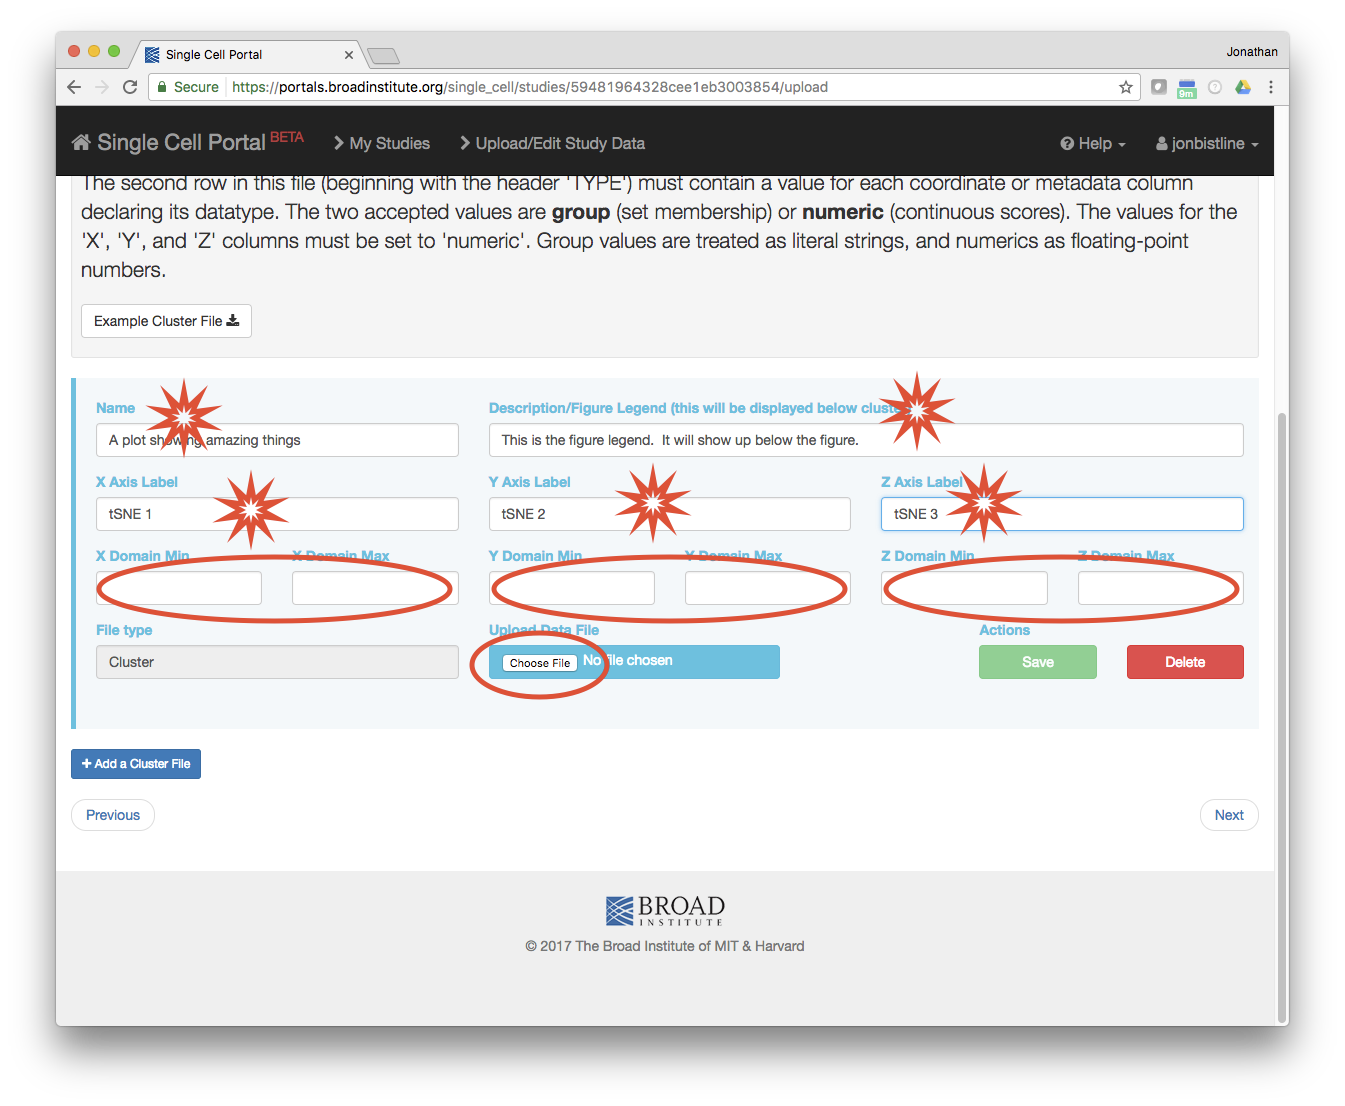 Single Cell Portal
Jonathan
Secure
https://portals.broadinstitute.org/single_cell/studies/59481964328cee1eb3003854/upload
9m
Single Cell Portal BETA
My Studies
Upload/Edit Study Data
Help
jonbistline
The second row in this file (beginning with the header 'TYPE') must contain a value for each coordinate or metadata column
declaring its datatype. The two accepted values are group (set membership) or numeric (continuous scores). The values for the
'X', 'Y', and 'Z' columns must be set to 'numeric'. Group values are treated as literal strings, and numerics as floating-point
numbers.
Example Cluster File
Name
Description/Figure Legend (this will be displayed below
A plot showing amazing things
This is the figure legend.  It will show up below the figure.
X Axis Label
Y Axis Label
Z Axis Label
tSNE 1
tSNE 2
tSNE 3
X Domain Min
X Domain Max
Y Domain Min
Y Domain Max
Z Domain Min
Z Domain Max
File type
Upload Data File
Actions
Cluster
Choose File
No file chosen
Save
Delete
+ Add a Cluster File
Previous
Next
BROAD
INSTITUTE
© 2017 The Broad Institute of MIT & Harvard